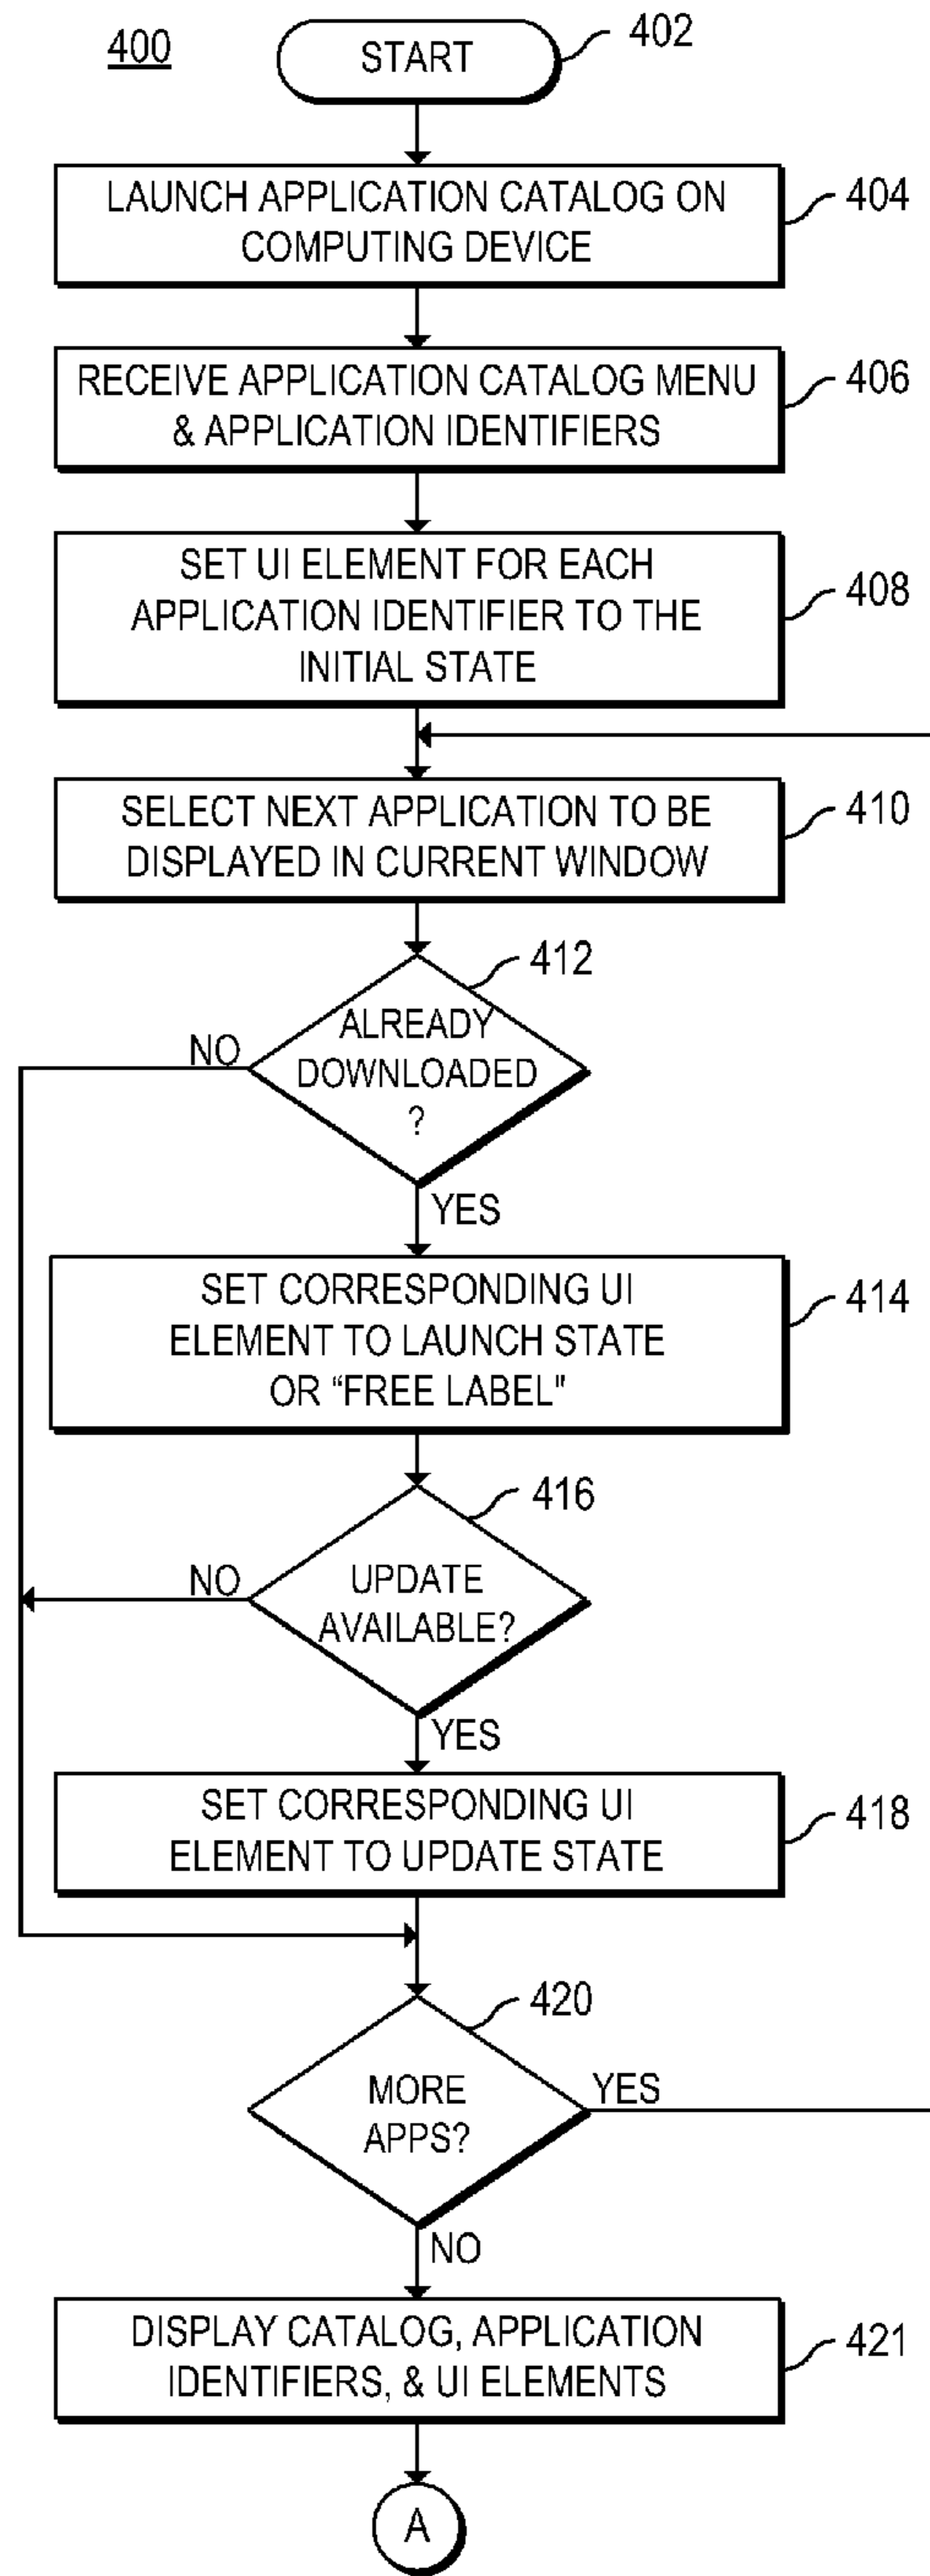 400
START
402
LAUNCH APPLICATION CATALOG ON
COMPUTING DEVICE
404
RECEIVE APPLICATION CATALOG MENU
& APPLICATION IDENTIFIERS
406
SET UI ELEMENT FOR EACH
APPLICATION IDENTIFIER TO THE
INITIAL STATE
408
SELECT NEXT APPLICATION TO BE
DISPLAYED IN CURRENT WINDOW
410
412
ALREADY
DOWNLOADED
?
NO
YES
SET CORRESPONDING UI
ELEMENT TO LAUNCH STATE
OR “FREE LABEL"
414
416
UPDATE
AVAILABLE?
NO
YES
SET CORRESPONDING UI
ELEMENT TO UPDATE STATE
418
420
MORE
APPS?
YES
NO
DISPLAY CATALOG, APPLICATION
IDENTIFIERS, & UI ELEMENTS
421
A